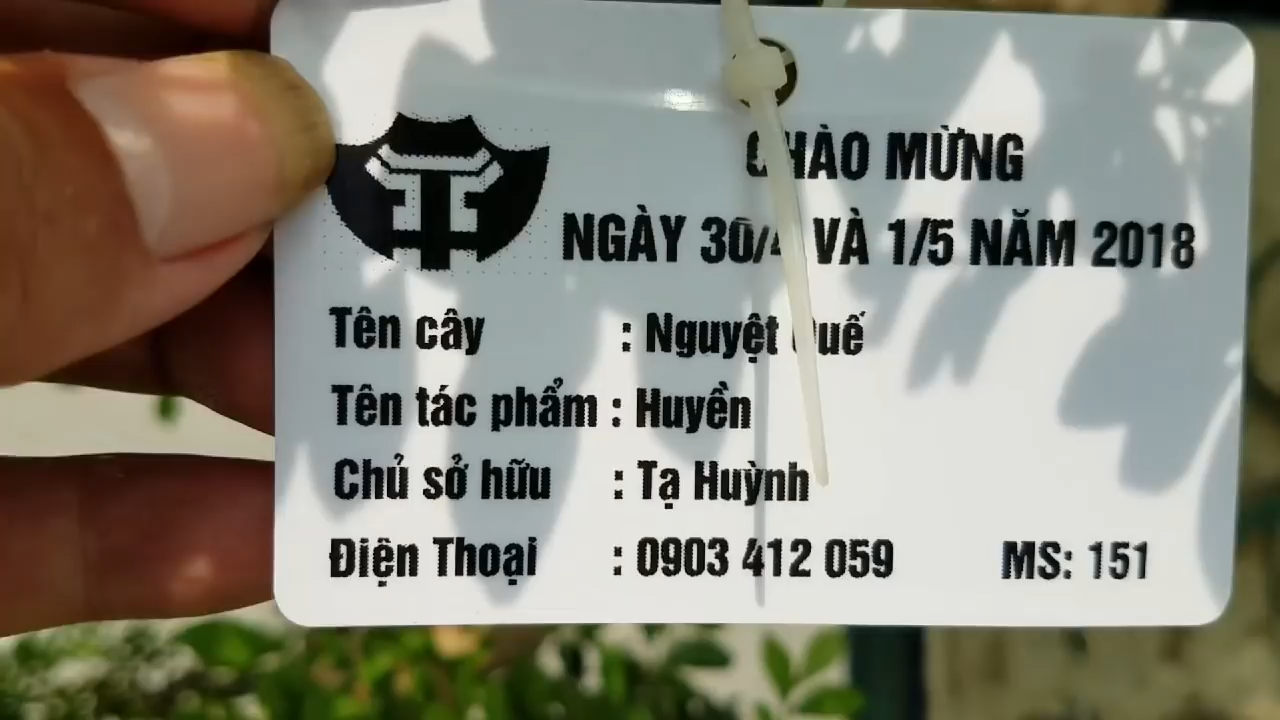 CHÀO MỪNG
NGÀY 30/4 VÀ 1/5 NĂM 2018
Tên cây : Nguyệt Quế
Tên tác phẩm : Huyền
Chủ sở hữu : Tạ Huỳnh
Điện Thoại : 0903 412 059 MS: 151